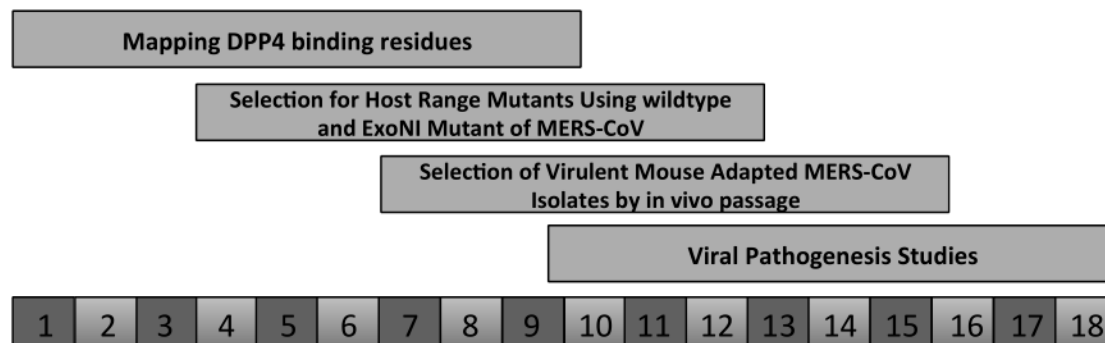 Mapping DPP4 binding residues
Selection for Host Range Mutants Using wildtype
and ExoNI Mutant of MERS-CoV
Selection of Virulent Mouse Adapted MERS-CoV
Isolates by in vivo passage
Viral Pathogenesis Studies
1 2 3 4 5 6 7 8 9 10 11 12 13 14 15 16 17 18